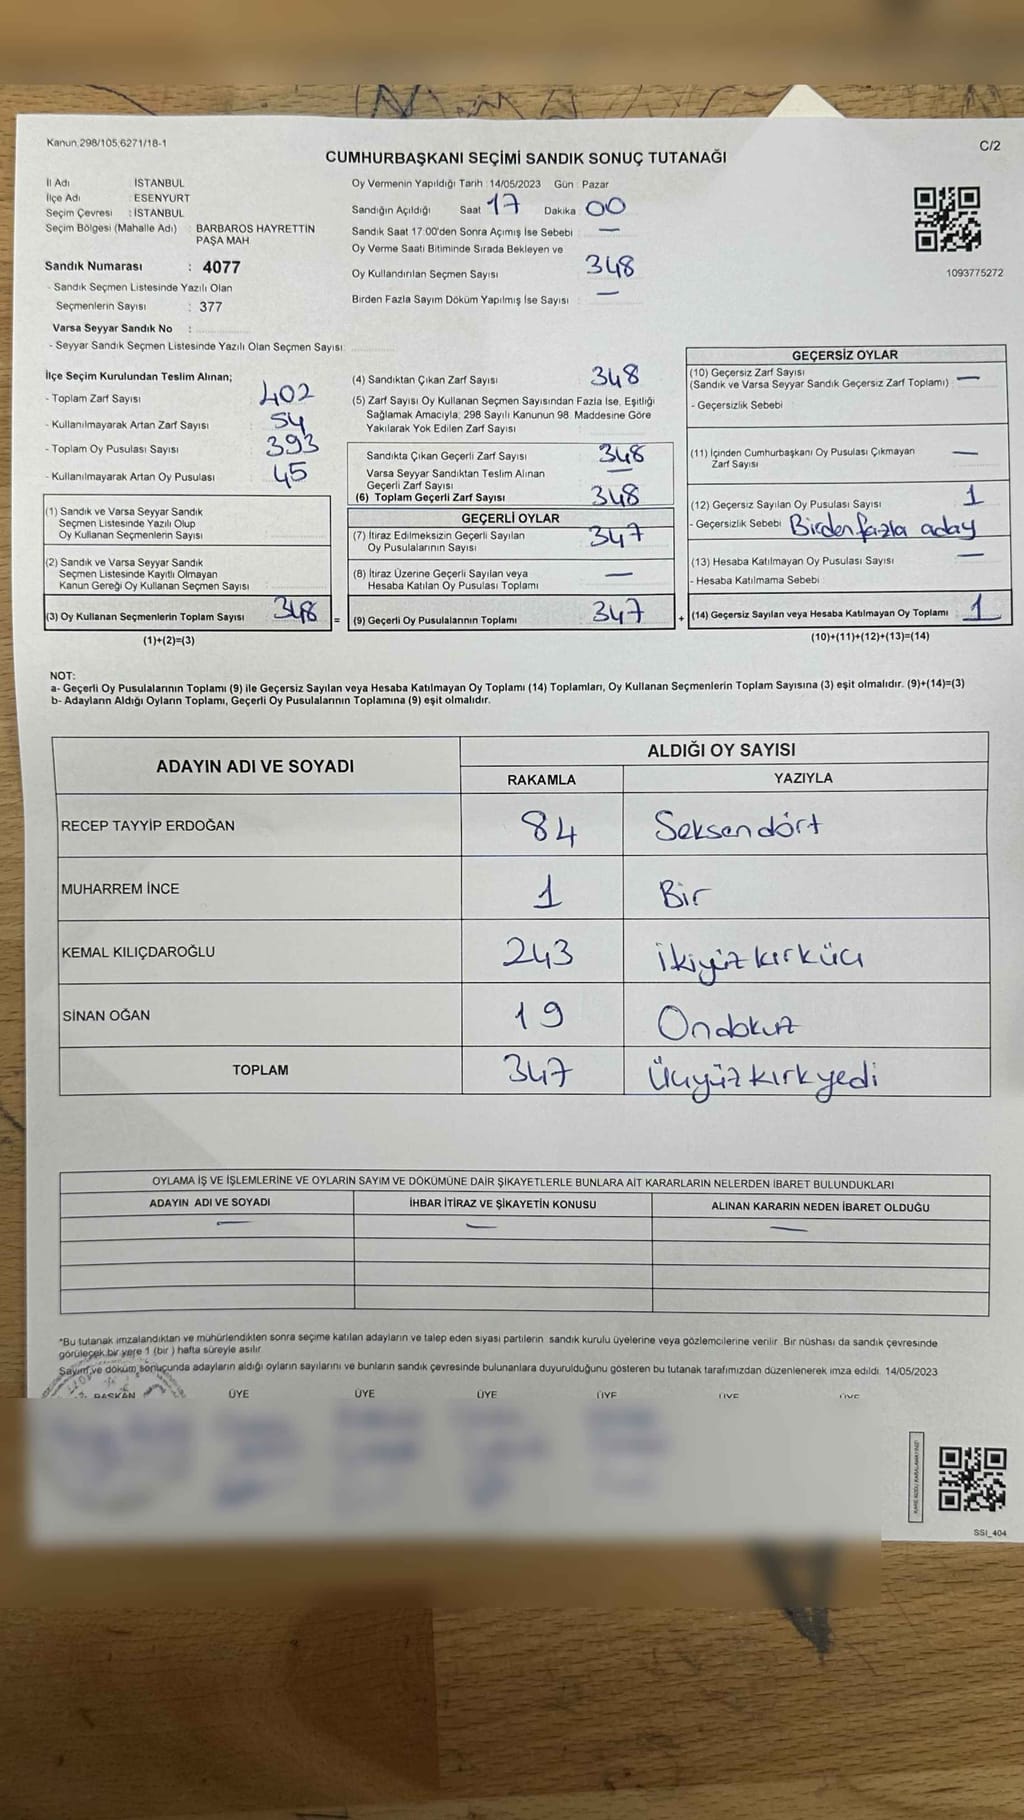 Kanun.298/105,6271/18-1
C/2
CUMHURBAŞKANI SEÇİMİ SANDIK SONUÇ TUTANAĞI
İl Adı : İSTANBUL
İlçe Adı : ESENYURT
Seçim Çevresi : İSTANBUL
Seçim Bölgesi (Mahalle Adı) : BARBAROS HAYRETTİN
PAŞA MAH
Sandık Numarası : 4077
- Sandık Seçmen Listesinde Yazılı Olan
Seçmenlerin Sayısı : 377
Varsa Seyyar Sandık No :
- Seyyar Sandık Seçmen Listesinde Yazılı Olan Seçmen Sayısı:
Oy Vermenin Yapıldığı Tarih : 14/05/2023 Gün : Pazar
Sandığın Açıldığı Saat 17 Dakika : 00
Sandık Saat 17:00'den Sonra Açımış İse Sebebi : —
Oy Verme Saati Bitiminde Sırada Bekleyen ve
Oy Kullandırılan Seçmen Sayısı : 348
Birden Fazla Sayım Döküm Yapılmış İse Sayısı : —
1093775272
İlçe Seçim Kurulundan Teslim Alınan;
- Toplam Zarf Sayısı : 402
- Kullanılmayarak Artan Zarf Sayısı : 54
- Toplam Oy Pusulası Sayısı : 393
- Kullanılmayarak Artan Oy Pusulası : 45
(1) Sandık ve Varsa Seyyar Sandık
Seçmen Listesinde Yazılı Olup
Oy Kullanan Seçmenlerin Sayısı :
(2) Sandık ve Varsa Seyyar Sandık
Seçmen Listesinde Kayıtlı Olmayan
Kanun Gereği Oy Kullanan Seçmen Sayısı :
(3) Oy Kullanan Seçmenlerin Toplam Sayısı : 348 =
(1)+(2)=(3)
(4) Sandıktan Çıkan Zarf Sayısı : 348
(5) Zarf Sayısı Oy Kullanan Seçmen Sayısından Fazla İse, Eşitliği
Sağlamak Amacıyla; 298 Sayılı Kanunun 98. Maddesine Göre
Yakılarak Yok Edilen Zarf Sayısı :
Sandıkta Çıkan Geçerli Zarf Sayısı : 348
Varsa Seyyar Sandıktan Teslim Alınan
Geçerli Zarf Sayısı : —
(6) Toplam Geçerli Zarf Sayısı : 348
GEÇERLİ OYLAR
(7) İtiraz Edilmeksizin Geçerli Sayılan
Oy Pusulalarının Sayısı : 347
(8) İtiraz Üzerine Geçerli Sayılan veya
Hesaba Katılan Oy Pusulası Toplamı : —
(9) Geçerli Oy Pusulalarının Toplamı : 347 +
GEÇERSİZ OYLAR
(10) Geçersiz Zarf Sayısı : —
(Sandık ve Varsa Seyyar Sandık Geçersiz Zarf Toplamı)
- Geçersizlik Sebebi :
(11) İçinden Cumhurbaşkanı Oy Pusulası Çıkmayan
Zarf Sayısı : —
(12) Geçersiz Sayılan Oy Pusulası Sayısı : 1
- Geçersizlik Sebebi : Birden fazla aday
(13) Hesaba Katılmayan Oy Pusulası Sayısı : —
- Hesaba Katılmama Sebebi :
(14) Geçersiz Sayılan veya Hesaba Katılmayan Oy Toplamı : 1
(10)+(11)+(12)+(13)=(14)
NOT:
a- Geçerli Oy Pusulalarının Toplamı (9) ile Geçersiz Sayılan veya Hesaba Katılmayan Oy Toplamı (14) Toplamları, Oy Kullanan Seçmenlerin Toplam Sayısına (3) eşit olmalıdır. (9)+(14)=(3)
b- Adayların Aldığı Oyların Toplamı, Geçerli Oy Pusulalarının Toplamına (9) eşit olmalıdır.
ADAYIN ADI VE SOYADI
ALDIĞI OY SAYISI
RAKAMLA YAZIYLA
RECEP TAYYİP ERDOĞAN 84 Seksendört
MUHARREM İNCE 1 Bir
KEMAL KILIÇDAROĞLU 243 İkiyüzkırküç
SİNAN OĞAN 19 Ondokuz
TOPLAM 347 Üçyüzkırkyedi
OYLAMA İŞ VE İŞLEMLERİNE VE OYLARIN SAYIM VE DÖKÜMÜNE DAİR ŞİKAYETLERLE BUNLARA AİT KARARLARIN NELERDEN İBARET BULUNDUKLARI
ADAYIN ADI VE SOYADI İHBAR İTİRAZ VE ŞİKAYETİN KONUSU ALINAN KARARIN NEDEN İBARET OLDUĞU
— — —
*Bu tutanak imzalandıktan ve mühürlendikten sonra seçime katılan adayların ve talep eden siyasi partilerin sandık kurulu üyelerine veya gözlemcilerine verilir. Bir nüshası da sandık çevresinde
görülecek bir yere 1 (bir) hafta süreyle asılır.
Sayım ve döküm sonuçunda adayların aldığı oyların sayılarını ve bunların sandık çevresinde bulunanlara duyurulduğunu gösteren bu tutanak tarafımızdan düzenlenerek imza edildi. 14/05/2023
BAŞKAN ÜYE ÜYE ÜYE ÜYE ÜYE ÜYE
SSI_404